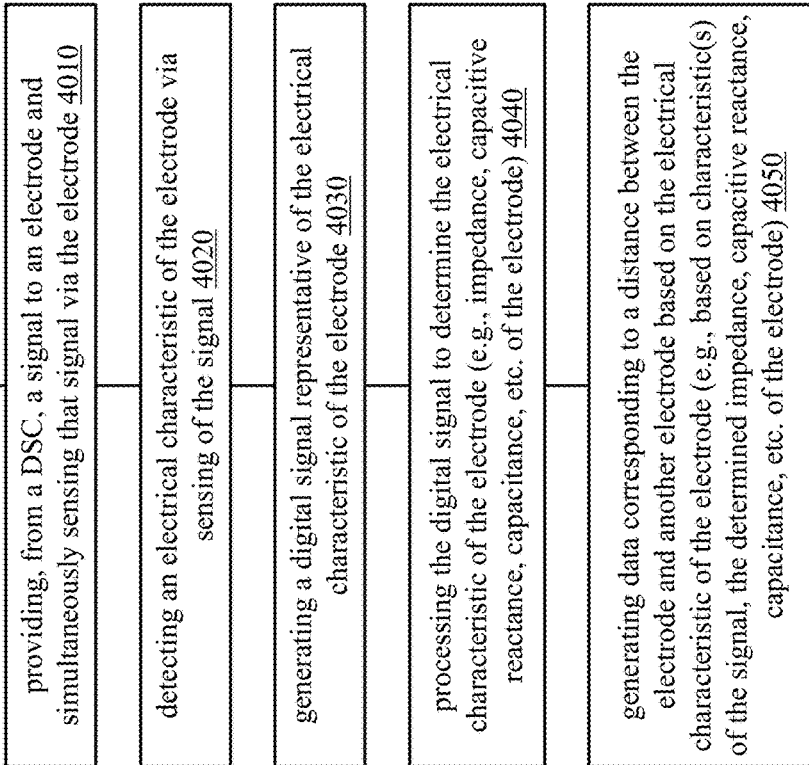 providing, from a DSC, a signal to an electrode and
simultaneously sensing that signal via the electrode 4010
detecting an electrical characteristic of the electrode via
sensing of the signal 4020
generating a digital signal representative of the electrical
characteristic of the electrode 4030
processing the digital signal to determine the electrical
characteristic of the electrode (e.g., impedance, capacitive
reactance, capacitance, etc. of the electrode) 4040
generating data corresponding to a distance between the
electrode and another electrode based on the electrical
characteristic of the electrode (e.g., based on characteristic(s)
of the signal, the determined impedance, capacitive reactance,
capacitance, etc. of the electrode) 4050